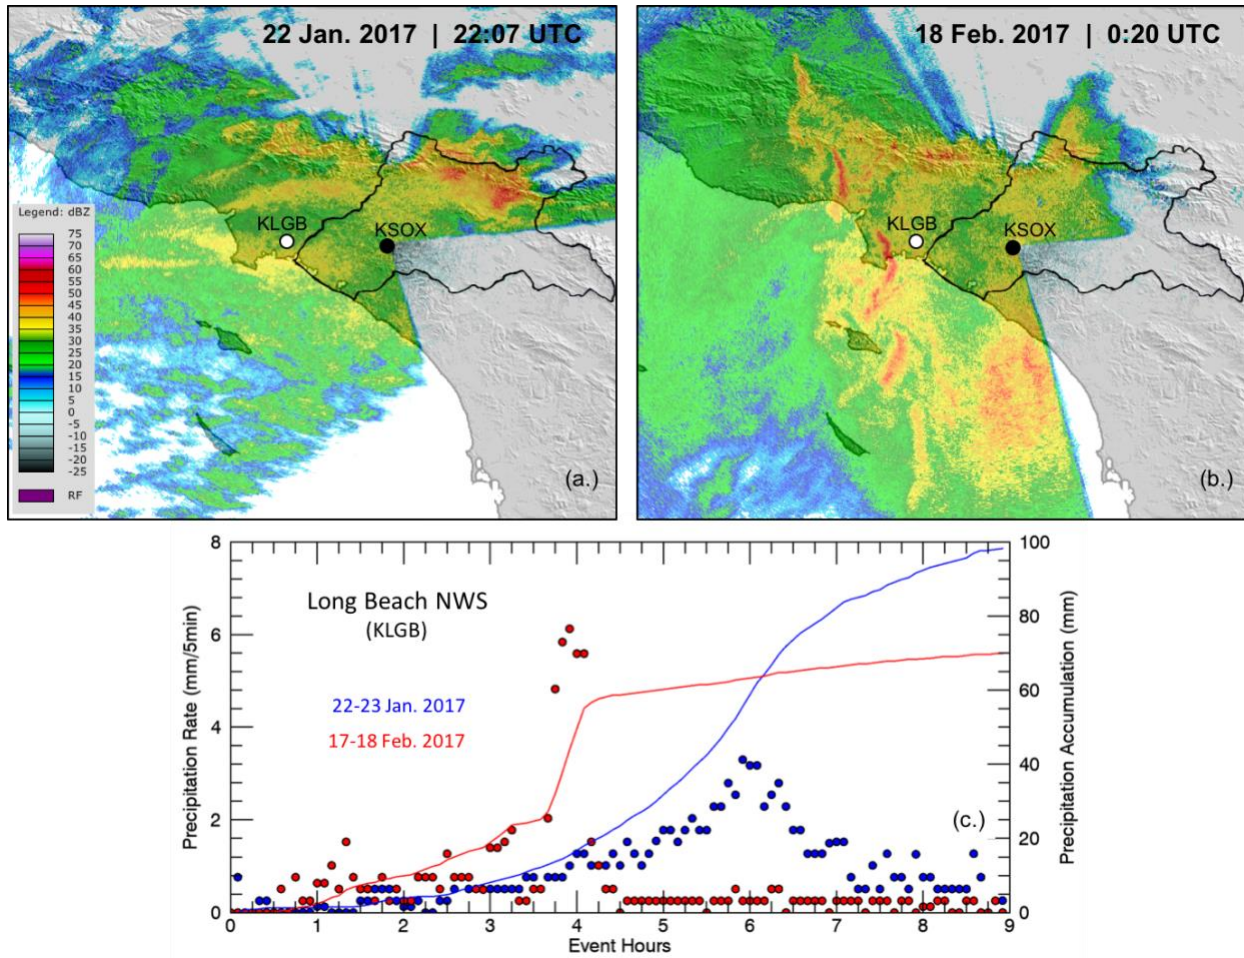 22 Jan. 2017 | 22:07 UTC
KLGB
KSOX
Legend: dBZ
75
70
65
60
55
50
45
40
35
30
25
20
15
10
5
0
-5
-10
-15
-20
-25
RF
(a.)
18 Feb. 2017 | 0:20 UTC
KLGB
KSOX
(b.)
8
6
4
2
0
Precipitation Rate (mm/5min)
Long Beach NWS
(KLGB)
22-23 Jan. 2017
17-18 Feb. 2017
(c.)
100
80
60
40
20
0
Precipitation Accumulation (mm)
0 1 2 3 4 5 6 7 8 9
Event Hours